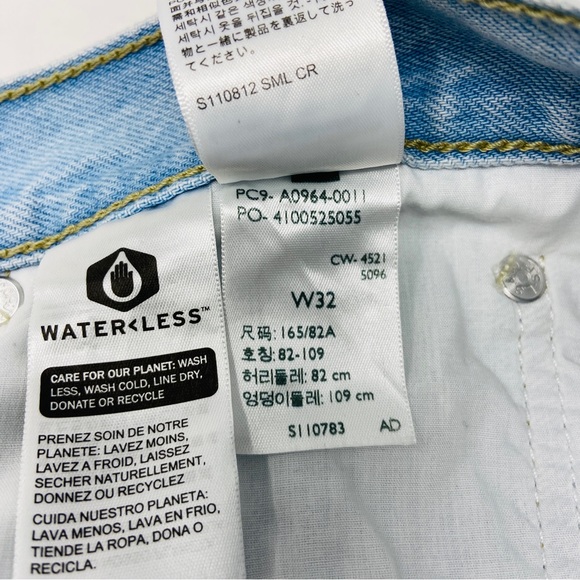 세탁시 옷을 뒤집을 것.
物と一緒に製品を裏返して洗っ
てください。
S110812 SML CR
PC9- A0964-0011
PO- 4100525055
CW- 4521
5096
W32
尺码: 165/82A
호칭: 82-109
허리둘레: 82 cm
엉덩이둘레: 109 cm
S110783 AD
WATER<LESS™
CARE FOR OUR PLANET: WASH
LESS, WASH COLD, LINE DRY,
DONATE OR RECYCLE
PRENEZ SOIN DE NOTRE
PLANETE: LAVEZ MOINS,
LAVEZ A FROID, LAISSEZ
SECHER NATURELLEMENT,
DONNEZ OU RECYCLEZ
CUIDA NUESTRO PLANETA:
LAVA MENOS, LAVA EN FRIO,
TIENDE LA ROPA, DONA O
RECICLA.